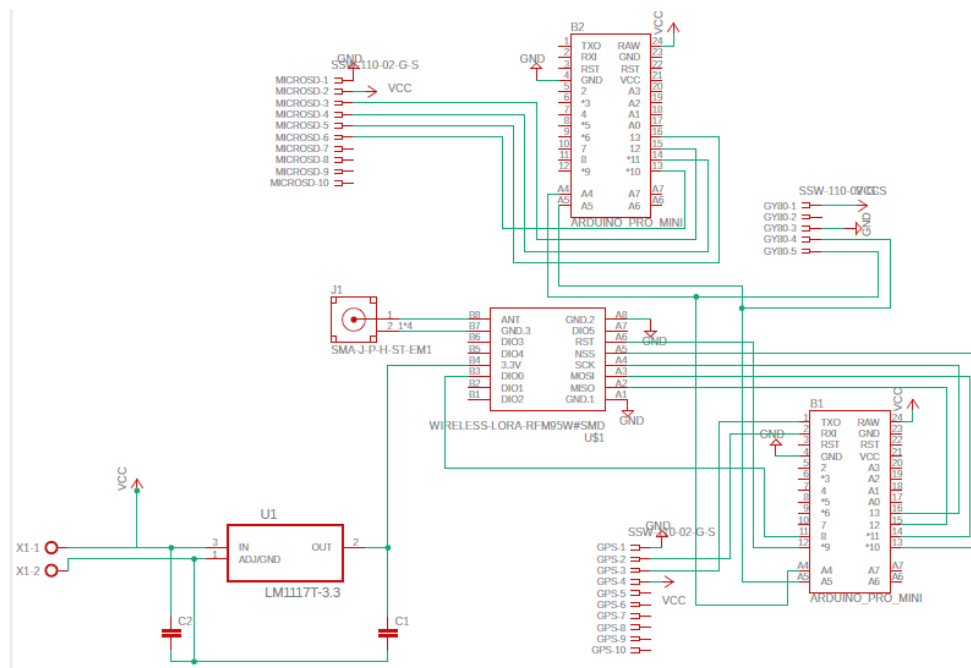 B2
VCC
GND
1 TXO RAW 24
2 RXI GND 23
3 RST RST 22
4 GND VCC 21
5 2 A3 20
6 *3 A2 19
7 4 A1 18
8 *5 A0 17
9 *6 13 16
10 7 12 15
11 8 *11 14
12 *9 *10 13
A4 A4 A7 A7
A5 A5 A6 A6
ARDUINO_PRO_MINI
GND
SSW-110-02-G-S
MICROSD-1
MICROSD-2
VCC
MICROSD-3
MICROSD-4
MICROSD-5
MICROSD-6
MICROSD-7
MICROSD-8
MICROSD-9
MICROSD-10
SSW-110-02-G-S
VCC
GY80-1
GY80-2
GY80-3
GND
GY80-4
GY80-5
J1
1
2 1*4
SMA-J-P-H-ST-EM1
B8 ANT GND.2 A8
B7 GND.3 DIO5 A7
B6 DIO3 RST A6
B5 DIO4 NSS A5
B4 3.3V SCK A4
B3 DIO0 MOSI A3
B2 DIO1 MISO A2
B1 DIO2 GND.1 A1
GND
GND
WIRELESS-LORA-RFM95W#SMD
U$1
B1
VCC
GND
1 TXO RAW 24
2 RXI GND 23
3 RST RST 22
4 GND VCC 21
5 2 A3 20
6 *3 A2 19
7 4 A1 18
8 *5 A0 17
9 *6 13 16
10 7 12 15
11 8 *11 14
12 *9 *10 13
A4 A4 A7 A7
A5 A5 A6 A6
ARDUINO_PRO_MINI
VCC
U1
X1-1
X1-2
3 IN OUT 2
1 ADJ/GND
LM1117T-3.3
C2
C1
GND
SSW-110-02-G-S
GPS-1
GPS-2
GPS-3
GPS-4
VCC
GPS-5
GPS-6
GPS-7
GPS-8
GPS-9
GPS-10